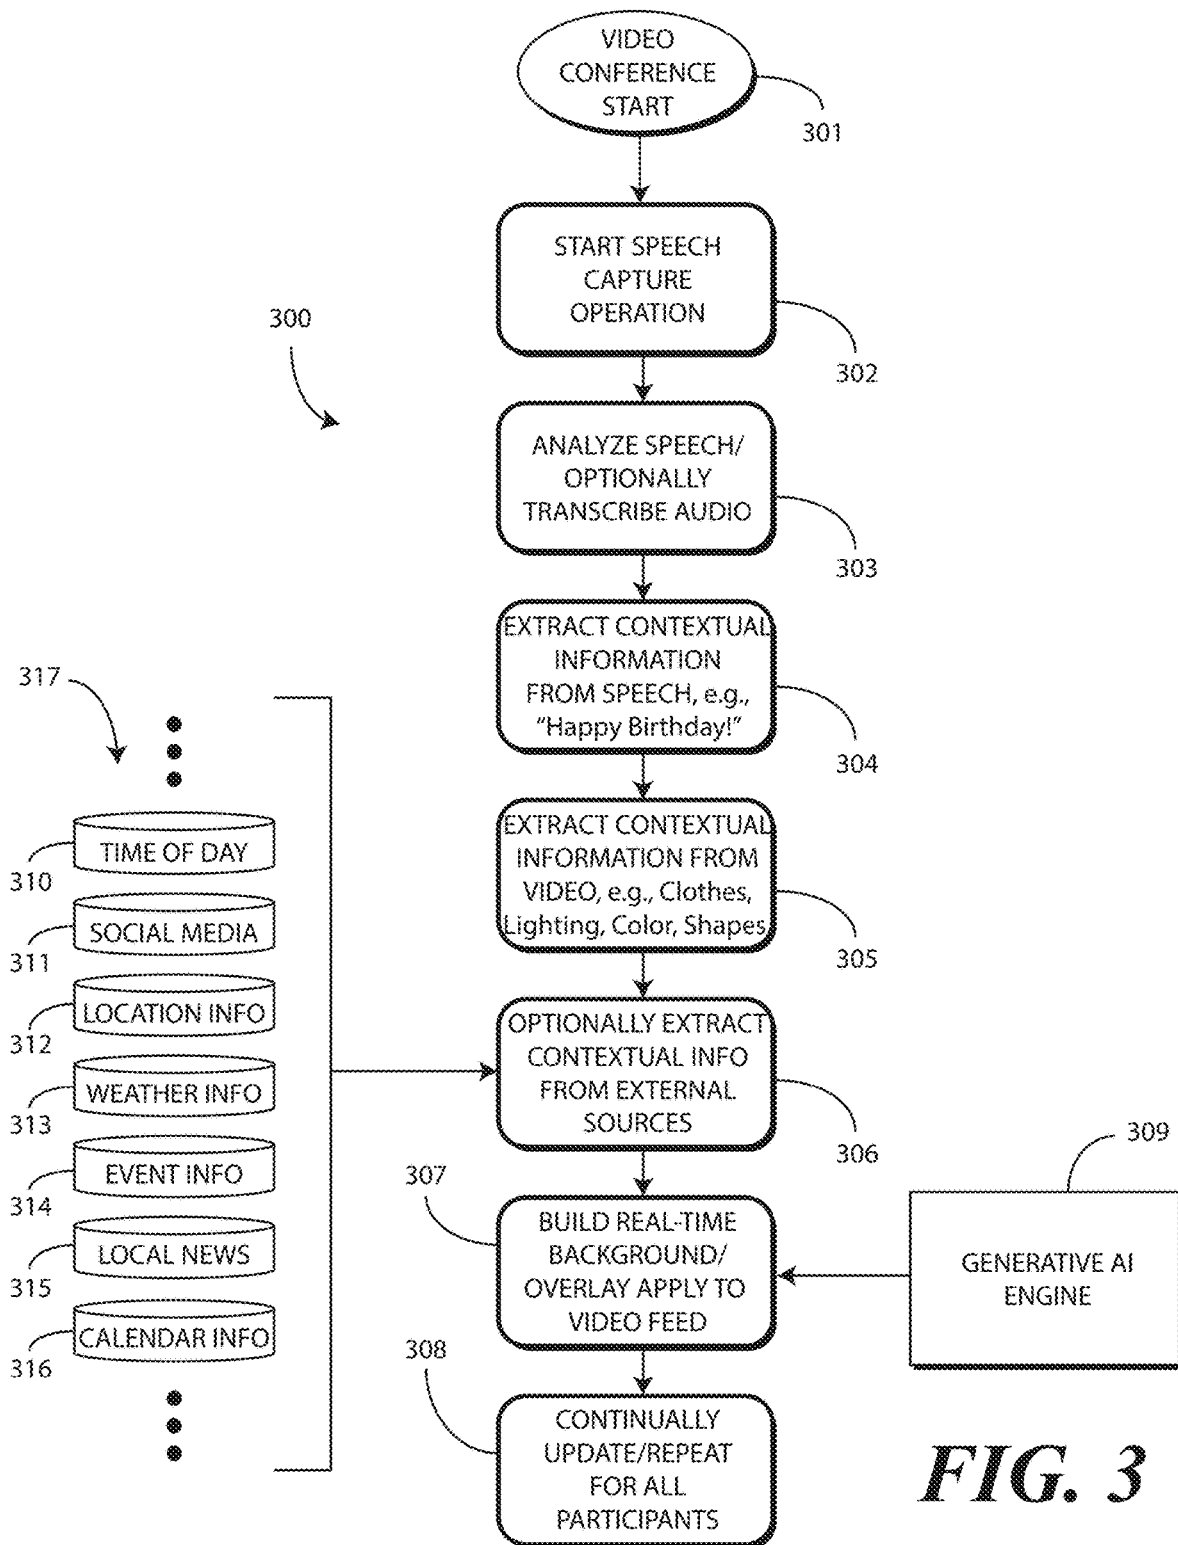 VIDEO
CONFERENCE
START
301
START SPEECH
CAPTURE
OPERATION
302
300
ANALYZE SPEECH/
OPTIONALLY
TRANSCRIBE AUDIO
303
EXTRACT CONTEXTUAL
INFORMATION
FROM SPEECH, e.g.,
“Happy Birthday!”
304
317
EXTRACT CONTEXTUAL
INFORMATION FROM
VIDEO, e.g., Clothes,
Lighting, Color, Shapes
305
TIME OF DAY
310
SOCIAL MEDIA
311
LOCATION INFO
312
WEATHER INFO
313
EVENT INFO
314
LOCAL NEWS
315
CALENDAR INFO
316
OPTIONALLY EXTRACT
CONTEXTUAL INFO
FROM EXTERNAL
SOURCES
306
307
BUILD REAL-TIME
BACKGROUND/
OVERLAY APPLY TO
VIDEO FEED
309
GENERATIVE AI
ENGINE
308
CONTINUALLY
UPDATE/REPEAT
FOR ALL
PARTICIPANTS
FIG. 3